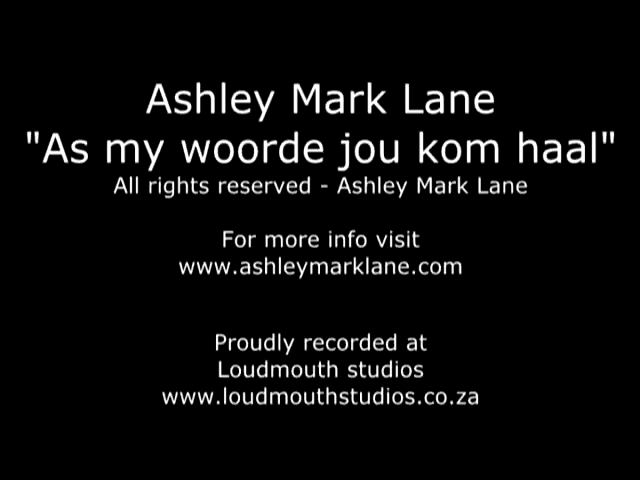 Ashley Mark Lane
"As my woorde jou kom haal"
All rights reserved - Ashley Mark Lane
For more info visit
www.ashleymarklane.com
Proudly recorded at
Loudmouth studios
www.loudmouthstudios.co.za